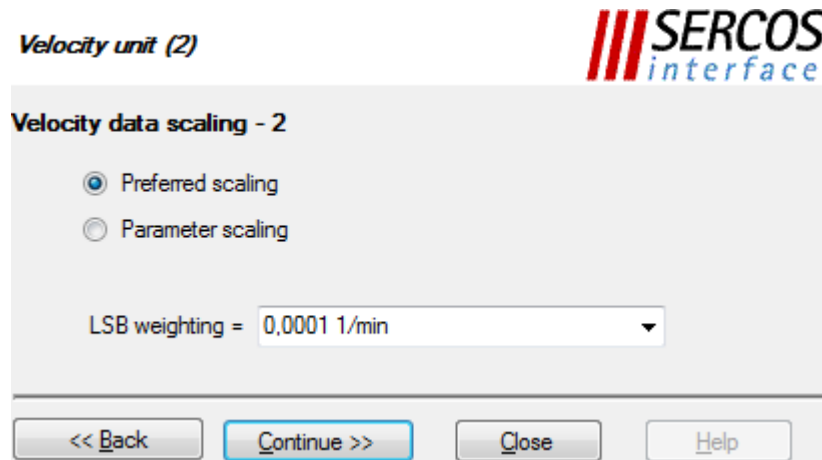 Velocity unit (2)
SERCOS
interface
Velocity data scaling - 2
Preferred scaling
Parameter scaling
LSB weighting = 0,0001 1/min
<< Back Continue >> Close Help